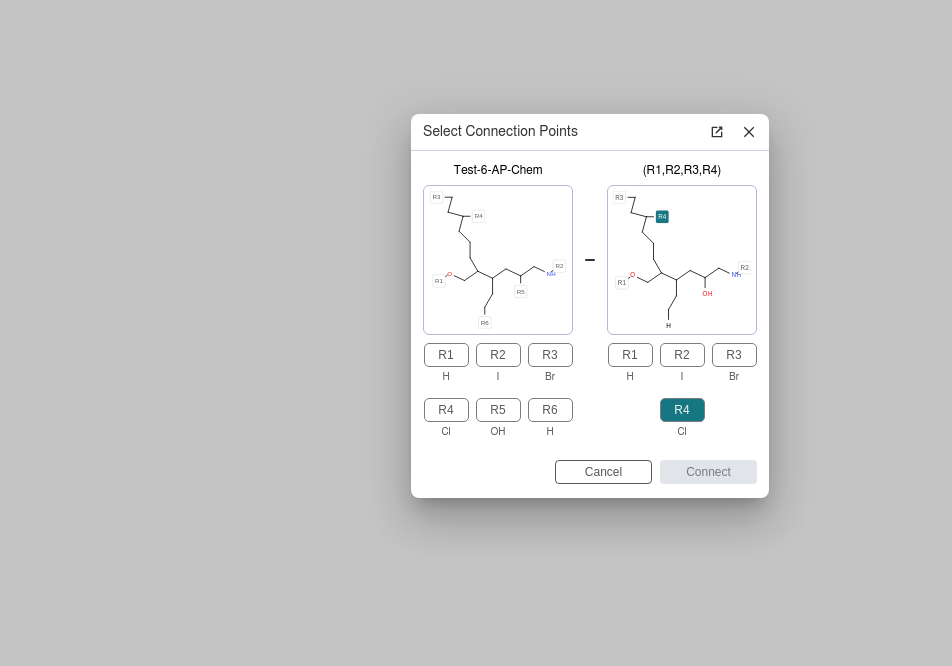 Select Connection Points
Test-6-AP-Chem
(R1,R2,R3,R4)
R3
R4
R1
O
NH
R2
R5
R6
R3
R4
R1
O
NH
R2
OH
H
R1 R2 R3
H I Br
R4 R5 R6
Cl OH H
R1 R2 R3
H I Br
R4
Cl
Cancel
Connect